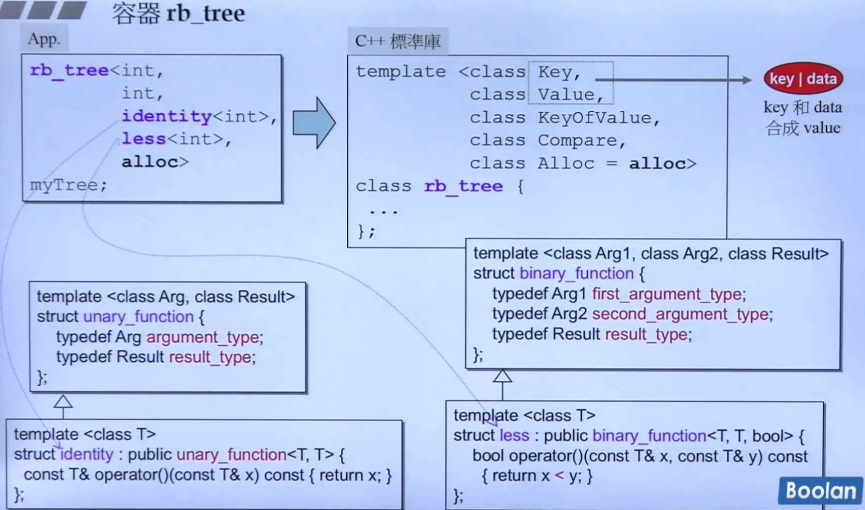 容器 rb_tree
App.
rb_tree<int,
int,
identity<int>,
less<int>,
alloc>
myTree;
C++ 標準庫
template <class Key,
class Value,
class KeyOfValue,
class Compare,
class Alloc = alloc>
class rb_tree {
...
};
key | data
key 和 data
合成 value
template <class Arg, class Result>
struct unary_function {
typedef Arg argument_type;
typedef Result result_type;
};
template <class Arg1, class Arg2, class Result>
struct binary_function {
typedef Arg1 first_argument_type;
typedef Arg2 second_argument_type;
typedef Result result_type;
};
template <class T>
struct identity : public unary_function<T, T> {
const T& operator()(const T& x) const { return x; }
};
template <class T>
struct less : public binary_function<T, T, bool> {
bool operator()(const T& x, const T& y) const
{ return x < y; }
};
Boolan